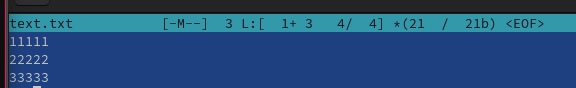 text.txt [-M--] 3 L:[ 1+ 3 4/ 4] *(21 / 21b) <EOF>
11111
22222
33333